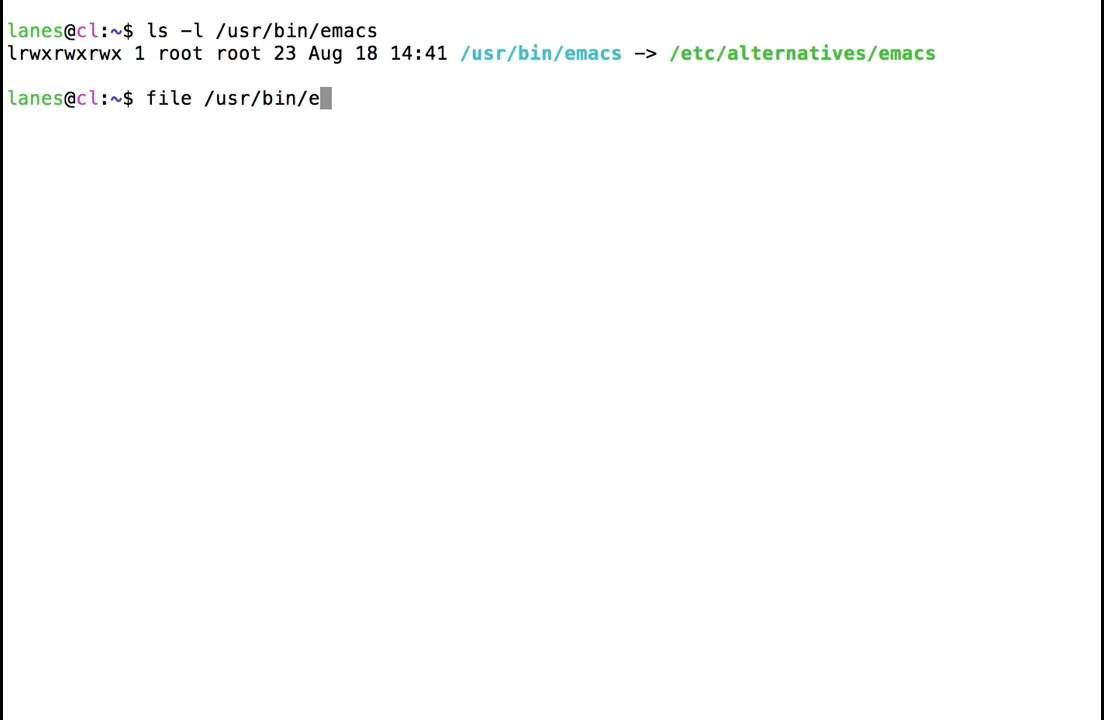 lanes@cl:~$ ls -l /usr/bin/emacs
lrwxrwxrwx 1 root root 23 Aug 18 14:41 /usr/bin/emacs -> /etc/alternatives/emacs
lanes@cl:~$ file /usr/bin/e